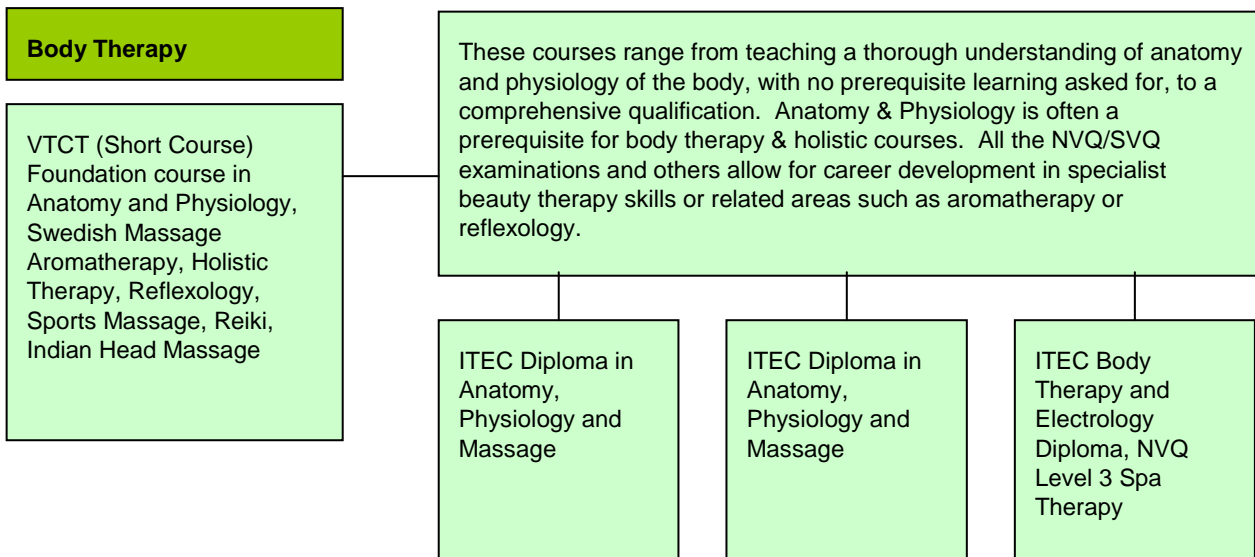 Body Therapy
VTCT (Short Course)
Foundation course in
Anatomy and Physiology,
Swedish Massage
Aromatherapy, Holistic
Therapy, Reflexology,
Sports Massage, Reiki,
Indian Head Massage
These courses range from teaching a thorough understanding of anatomy
and physiology of the body, with no prerequisite learning asked for, to a
comprehensive qualification.  Anatomy & Physiology is often a
prerequisite for body therapy & holistic courses.  All the NVQ/SVQ
examinations and others allow for career development in specialist
beauty therapy skills or related areas such as aromatherapy or
reflexology.
ITEC Diploma in
Anatomy,
Physiology and
Massage
ITEC Diploma in
Anatomy,
Physiology and
Massage
ITEC Body
Therapy and
Electrology
Diploma, NVQ
Level 3 Spa
Therapy